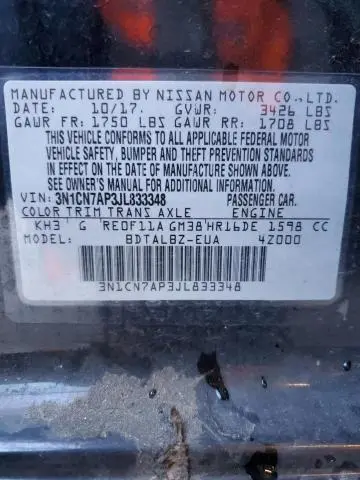 MANUFACTURED BY NISSAN MOTOR CO.,LTD.
DATE: 10/17. GVWR: 3426 LBS
GAWR FR: 1750 LBS GAWR RR: 1708 LBS
THIS VEHICLE CONFORMS TO ALL APPLICABLE FEDERAL MOTOR
VEHICLE SAFETY, BUMPER AND THEFT PREVENTION STANDARDS
IN EFFECT ON THE DATE OF MANUFACTURE SHOWN ABOVE.
SEE OWNER'S MANUAL FOR ADDITIONAL INFORMATION.
VIN: 3N1CN7AP3JL833348 PASSENGER CAR.
COLOR TRIM TRANS AXLE ENGINE
KH3 G RE0F11A GM38 HR16DE 1598 CC
MODEL: BDTALBZ-EUA 4Z000
3N1CN7AP3JL833348